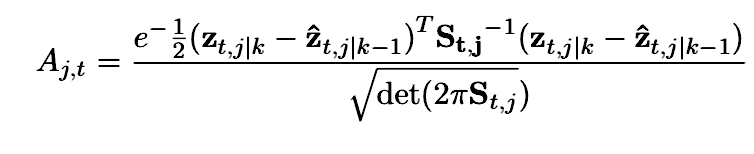 $A_{j,t} = \frac{e^{-}\frac{1}{2}(\mathbf{z}_{t,j|k} - \hat{\mathbf{z}}_{t,j|k-1})^T \mathbf{S_{t,j}}^{-1}(\mathbf{z}_{t,j|k} - \hat{\mathbf{z}}_{t,j|k-1})}{\sqrt{\det(2\pi \mathbf{S}_{t,j}})}$